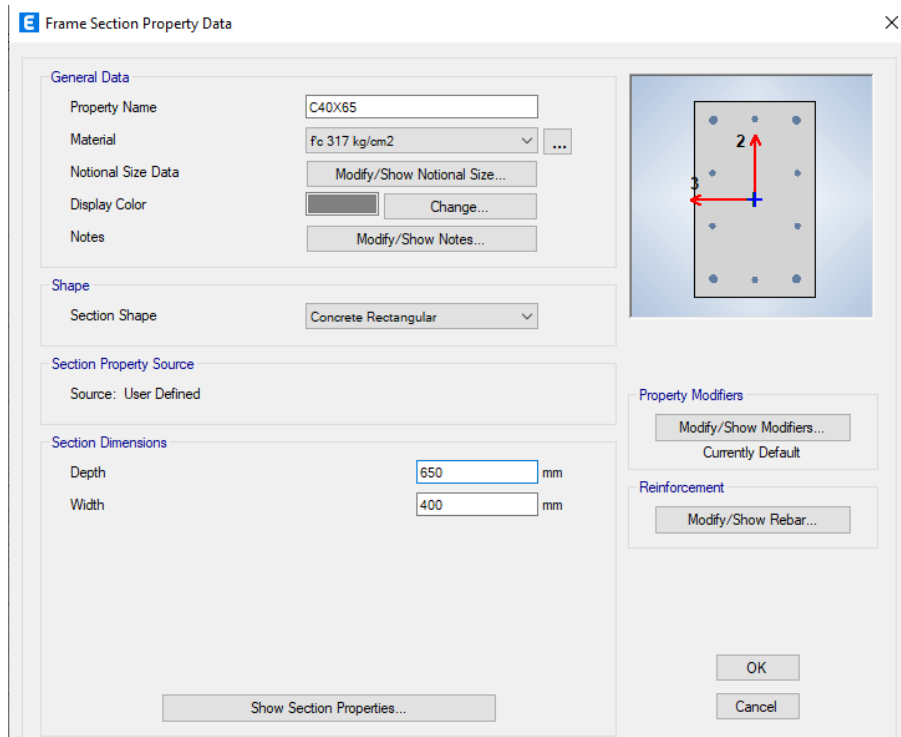 E Frame Section Property Data
General Data
Property Name C40X65
Material f'c 317 kg/cm2 ...
Notional Size Data Modify/Show Notional Size...
Display Color Change...
Notes Modify/Show Notes...
2
3
Shape
Section Shape Concrete Rectangular
Section Property Source
Source: User Defined
Property Modifiers
Modify/Show Modifiers...
Currently Default
Section Dimensions
Depth 650 mm
Width 400 mm
Reinforcement
Modify/Show Rebar...
Show Section Properties...
OK
Cancel